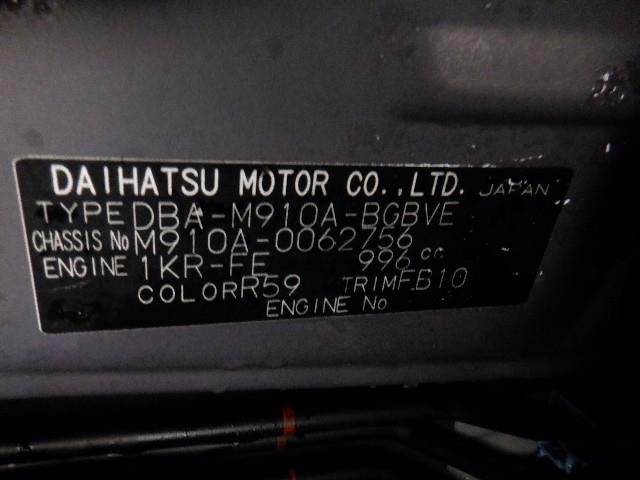 DAIHATSU MOTOR CO.,LTD. JAPAN
TYPE DBA-M910A-BGBVE
CHASSIS No M910A-0062756
ENGINE 1KR-FE 996 cc
COLOR R59 TRIM FB10
ENGINE No